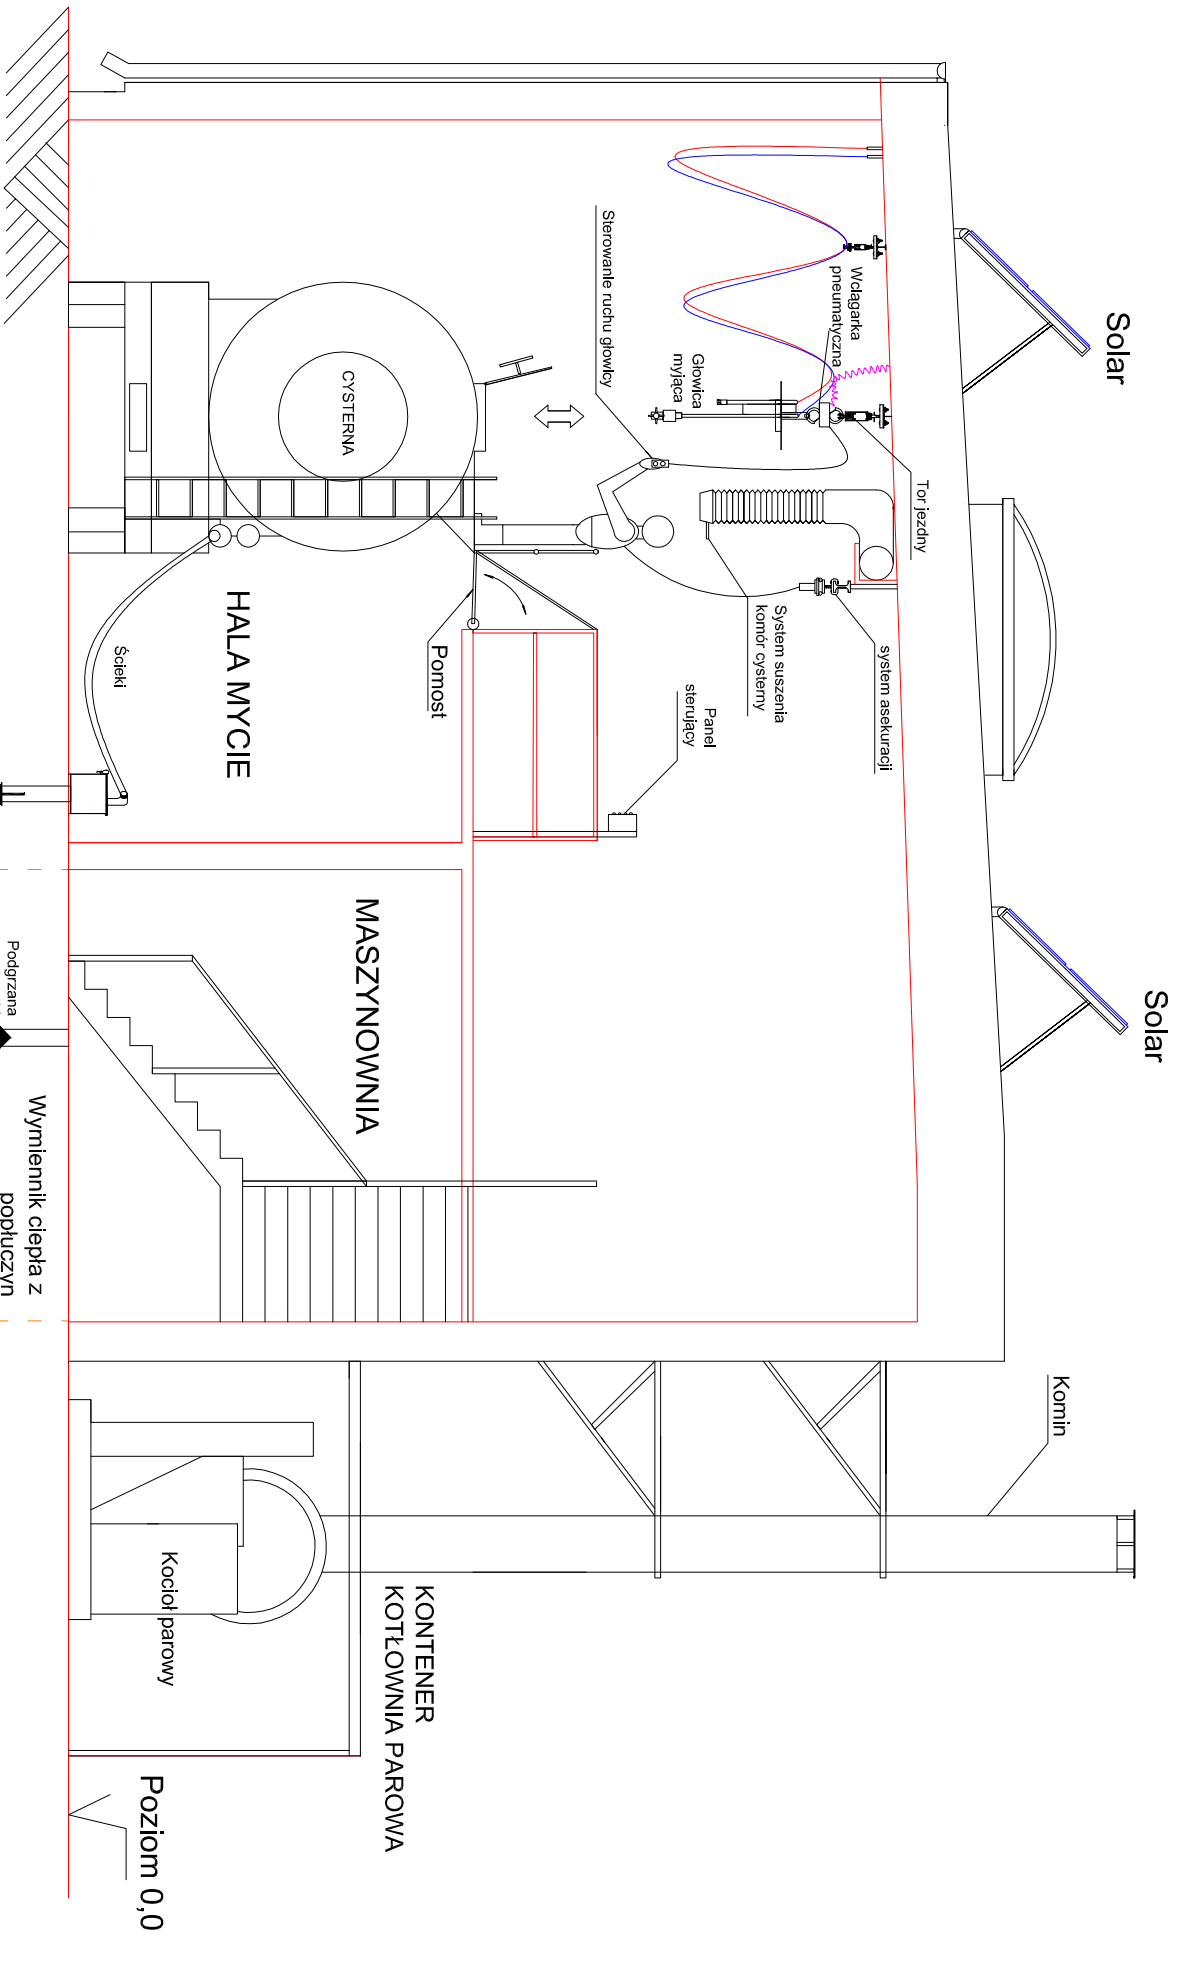 Solar
Solar
Komin
Tor jezdny
system asekuracji
Wciągarka
pneumatyczna
System suszenia
komór cysterny
Panel
sterujący
Głowica
myjąca
Sterowanie ruchu głowicy
Pomost
KONTENER
KOTŁOWNIA PAROWA
MASZYNOWNIA
CYSTERNA
HALA MYCIE
Kocioł parowy
Poziom 0,0
Ścieki
Wymiennik ciepła z
popłuczyn
Podgrzana